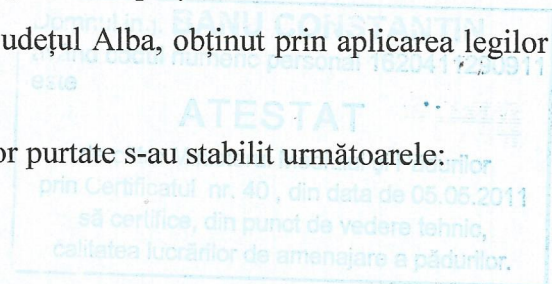 Domnul ing. BANU CONSTANTIN
udețul Alba, obținut prin aplicarea legilor
având codul numeric personal
este
ATESTAT
or purtate s-au stabilit următoarele:
prin Certificatul nr. 40, din data de 05.05.2011
să certifice, din punct de vedere tehnic,
calitatea lucrărilor de amenajare a pădurilor.